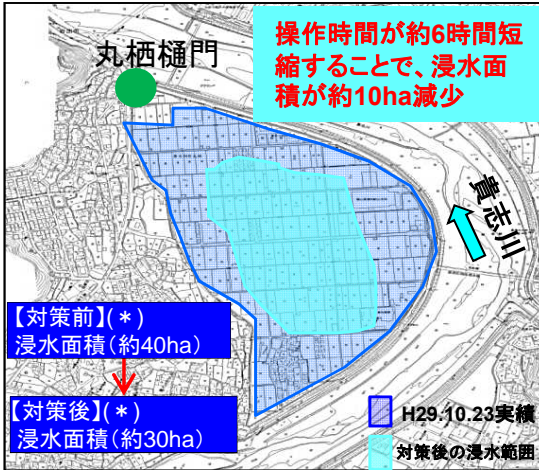 操作時間が約6時間短
縮することで、浸水面
積が約10ha減少
丸栖樋門
貴志川
【対策前】(＊)
浸水面積(約40ha)
【対策後】(＊)
浸水面積(約30ha)
H29.10.23実績
対策後の浸水範囲